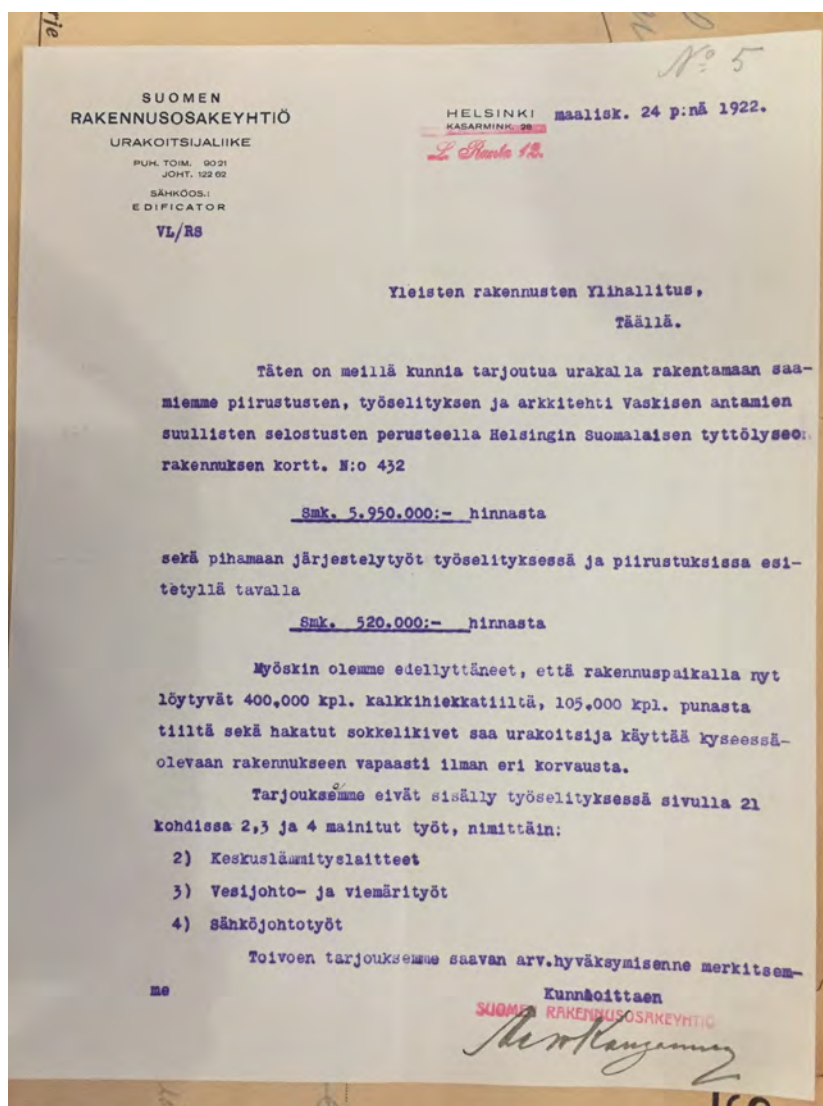 rje
No 5
SUOMEN
RAKENNUSOSAKEYHTIÖ
URAKOITSIJALIIKE
PUH. TOIM. 9021
JOHT. 122 62
SÄHKÖOS.:
EDIFICATOR
VL/RS
HELSINKI maalisk. 24 p:nä 1922.
KASARMINK. 28
L. Ranta 12.
Yleisten rakennusten Ylihallitus,
Täällä.
Täten on meillä kunnia tarjoutua urakalla rakentamaan saa-
miemme piirustusten, työselityksen ja arkkitehti Vaskisen antamien
suullisten selostusten perusteella Helsingin Suomalaisen tyttölyseon
rakennuksen kortt. N:o 432
Smk. 5.950.000:- hinnasta
sekä pihamaan järjestelytyöt työselityksessä ja piirustuksissa esi-
tetyllä tavalla
Smk. 520.000:- hinnasta
Myöskin olemme edellyttäneet, että rakennuspaikalla nyt
löytyvät 400.000 kpl. kalkkihiekkatiiltä, 105.000 kpl. punasta
tiiltä sekä hakatut sokkelikivet saa urakoitsija käyttää kyseessä-
olevaan rakennukseen vapaasti ilman eri korvausta.
Tarjouksemme eivät sisälly työselityksessä sivulla 21
kohdissa 2,3 ja 4 mainitut työt, nimittäin:
2) Keskuslämmityslaitteet
3) Vesijohto- ja viemärityöt
4) Sähköjohtotyöt
Toivoen tarjouksemme saavan arv.hyväksymisenne merkitsem-
me
Kunnioittaen
SUOMEN RAKENNUSOSAKEYHTIÖ